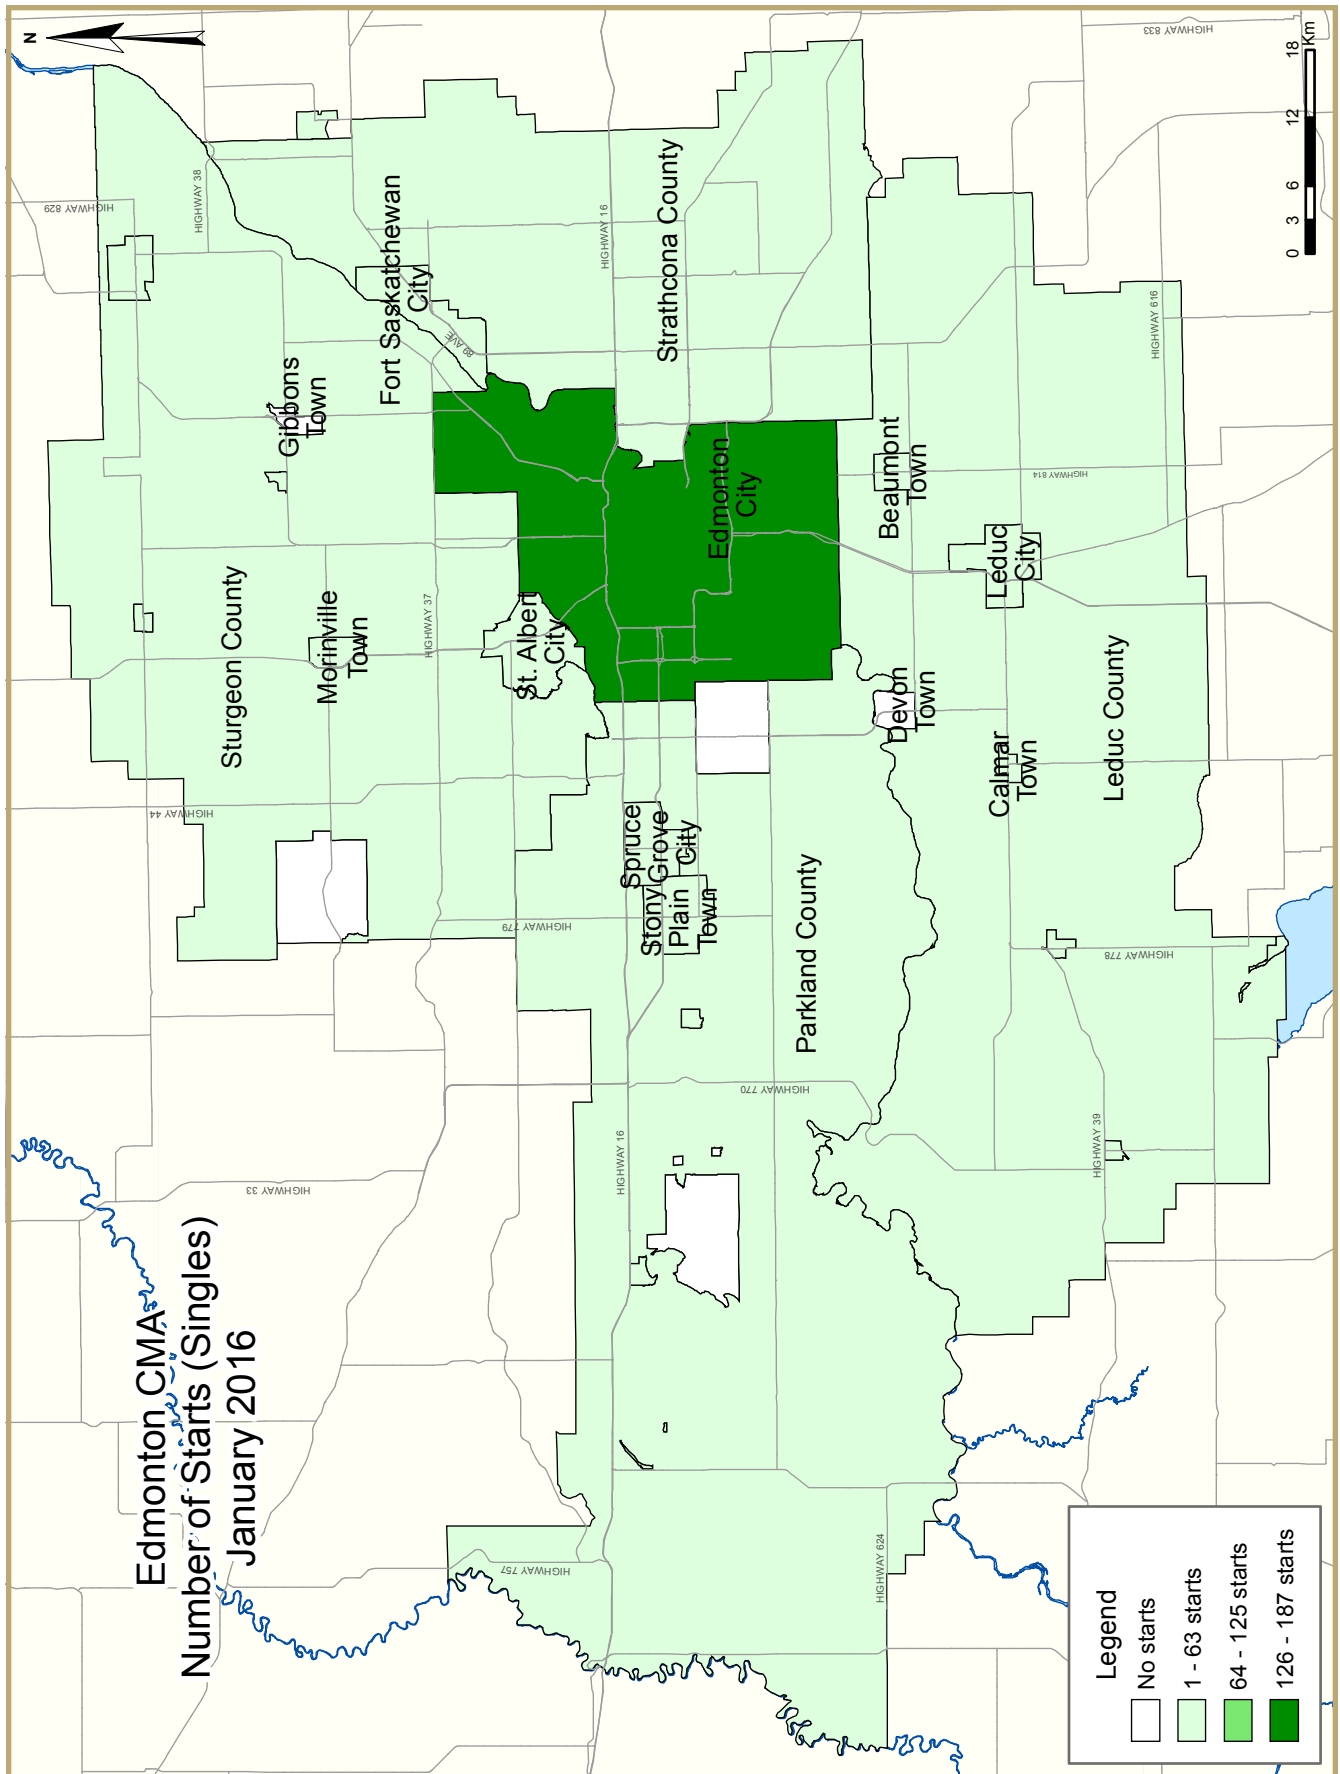 Edmonton CMA
Number of Starts (Singles)
January 2016
N
HIGHWAY 829
HIGHWAY 38
HIGHWAY 833
Fort Saskatchewan
City
HIGHWAY 16
Strathcona County
Gibbons
Town
89 AVE
HIGHWAY 616
Sturgeon County
Morinville
Town
HIGHWAY 37
St. Albert
City
Edmonton
City
Beaumont
Town
HIGHWAY 814
Leduc
City
HIGHWAY 44
Devon
Town
Calmar
Town
Leduc County
Spruce
Grove
City
Stony
Plain
Town
HIGHWAY 779
Parkland County
HIGHWAY 778
HIGHWAY 770
HIGHWAY 33
HIGHWAY 16
HIGHWAY 39
HIGHWAY 757
HIGHWAY 624
0 3 6 12 18
Km
Legend
No starts
1 - 63 starts
64 - 125 starts
126 - 187 starts